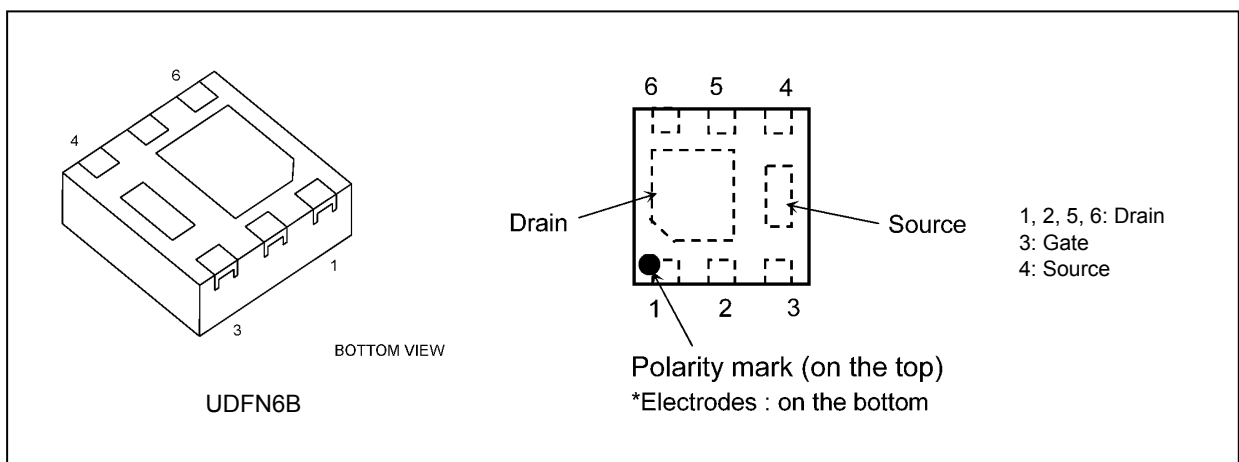 6
4
1
3
BOTTOM VIEW
UDFN6B
6 5 4
Drain
Source
1 2 3
Polarity mark (on the top)
*Electrodes : on the bottom
1, 2, 5, 6: Drain
3: Gate
4: Source